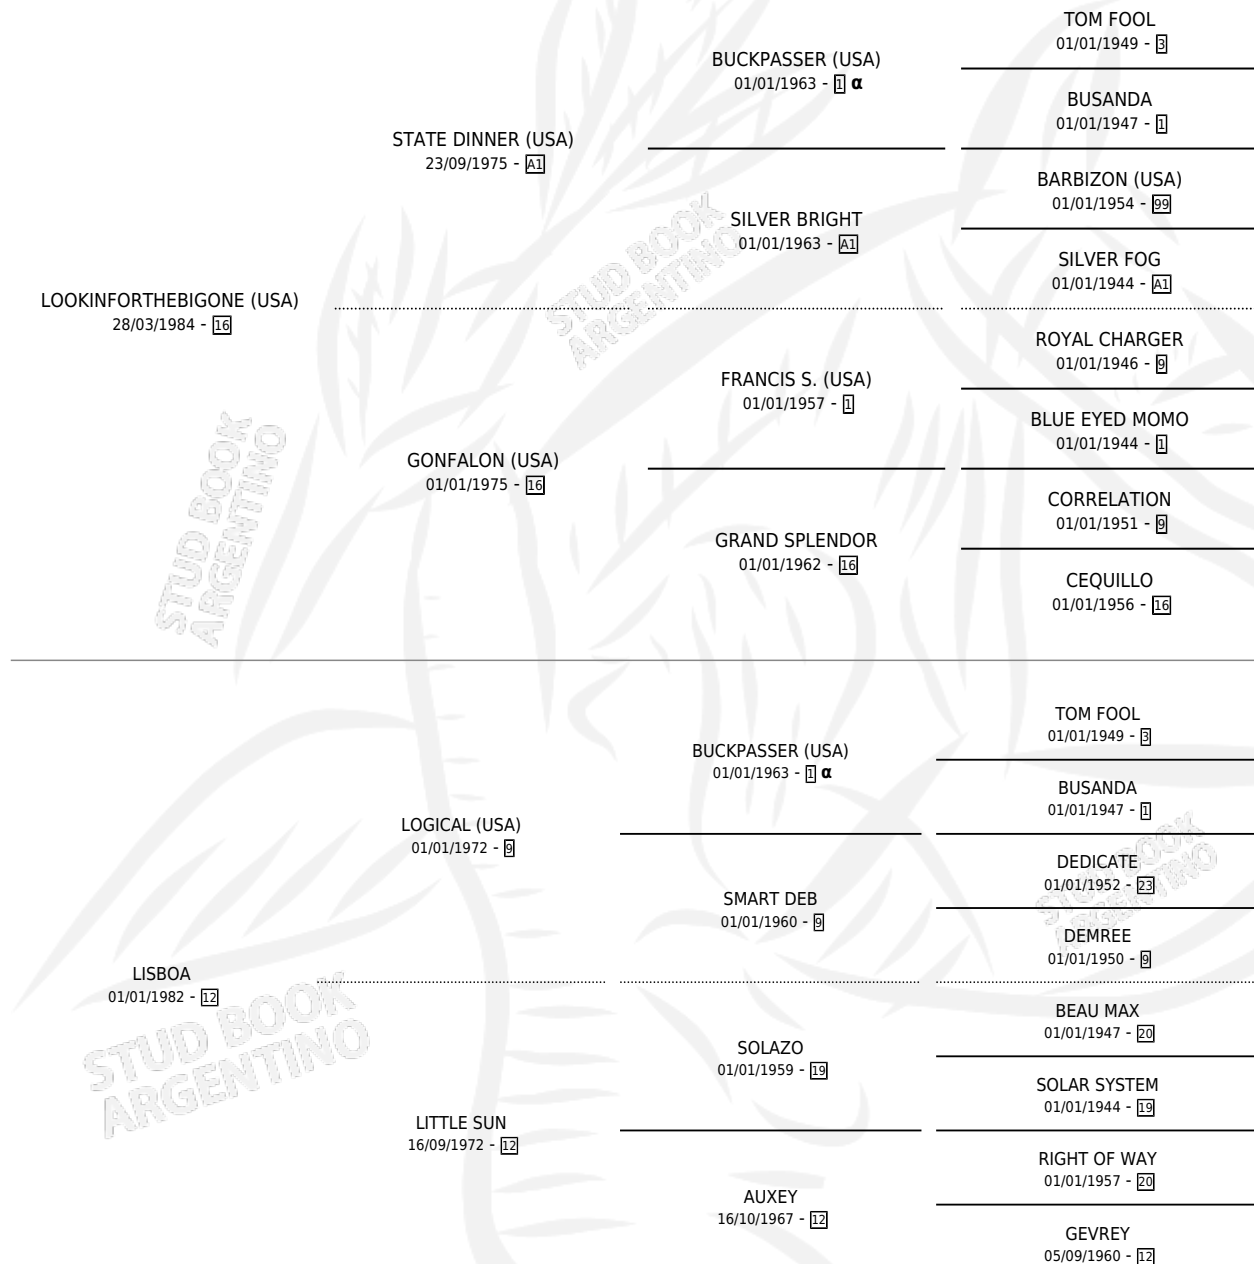 TOM FOOL
01/01/1949 - 3
BUCKPASSER (USA)
01/01/1963 - 1 α
BUSANDA
01/01/1947 - 1
STATE DINNER (USA)
23/09/1975 - A1
BARBIZON (USA)
01/01/1954 - 99
SILVER BRIGHT
01/01/1963 - A1
SILVER FOG
01/01/1944 - A1
STUD BOOK
ARGENTINO
LOOKINFORTHEBIGONE (USA)
28/03/1984 - 16
ROYAL CHARGER
01/01/1946 - 9
FRANCIS S. (USA)
01/01/1957 - 1
BLUE EYED MOMO
01/01/1944 - 1
GONFALON (USA)
01/01/1975 - 16
CORRELATION
01/01/1951 - 9
GRAND SPLENDOR
01/01/1962 - 16
CEQUILLO
01/01/1956 - 16
STUD BOOK
ARGENTINO
TOM FOOL
01/01/1949 - 3
BUCKPASSER (USA)
01/01/1963 - 1 α
BUSANDA
01/01/1947 - 1
LOGICAL (USA)
01/01/1972 - 9
DEDICATE
01/01/1952 - 23
SMART DEB
01/01/1960 - 9
DEMREE
01/01/1950 - 9
STUD BOOK
ARGENTINO
LISBOA
01/01/1982 - 12
BEAU MAX
01/01/1947 - 20
SOLAZO
01/01/1959 - 19
SOLAR SYSTEM
01/01/1944 - 19
STUD BOOK
ARGENTINO
LITTLE SUN
16/09/1972 - 12
RIGHT OF WAY
01/01/1957 - 20
AUXEY
16/10/1967 - 12
GEVREY
05/09/1960 - 12